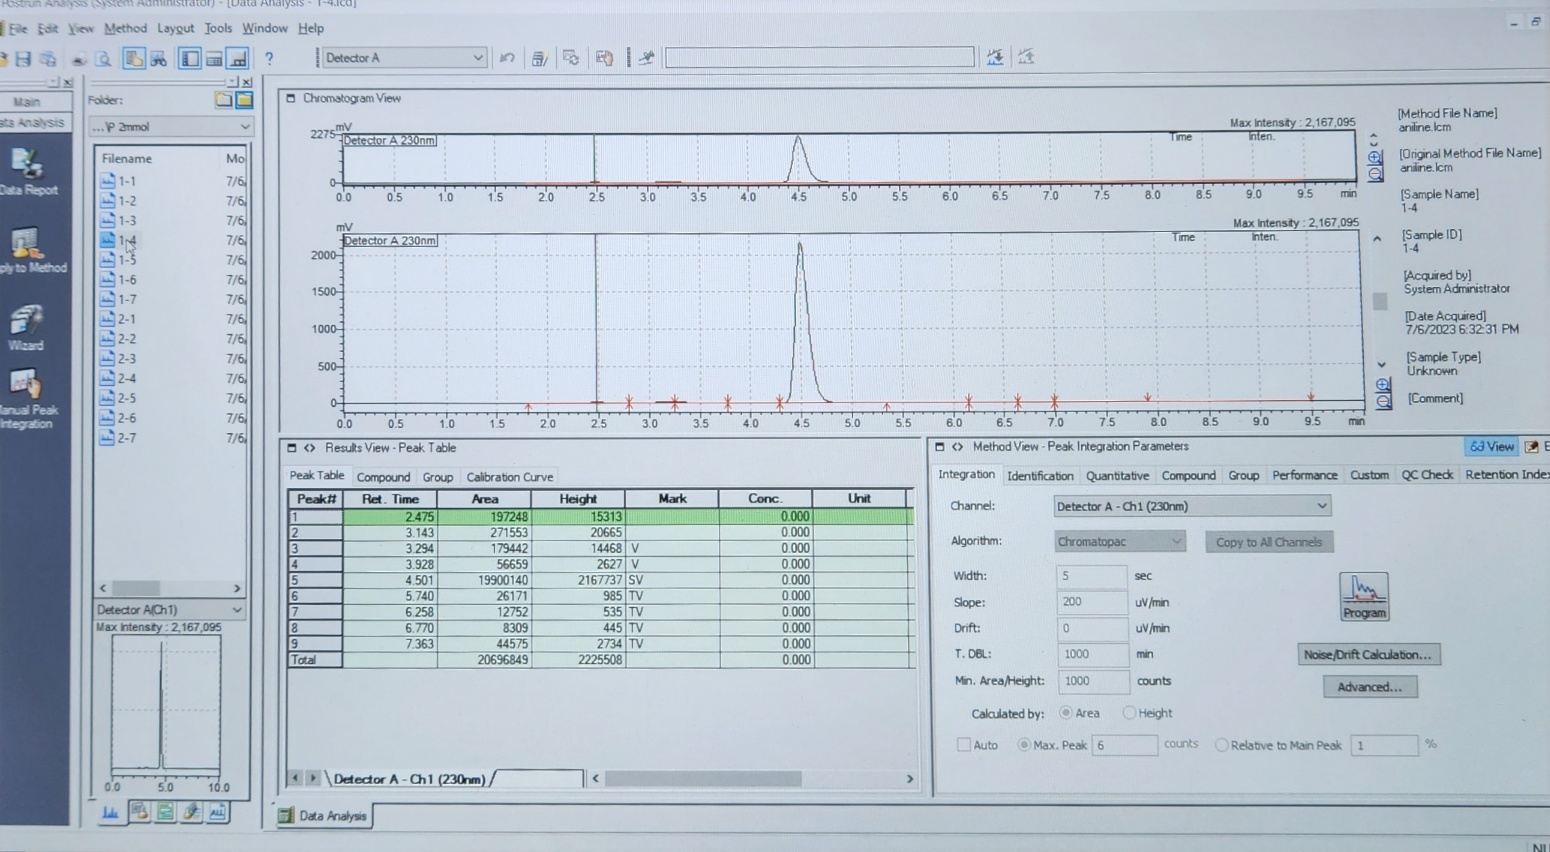 Postrun Analysis (System Administrator) - [Data Analysis - 1-4.lcd]
File Edit View Method Layout Tools Window Help
Detector A
Main
Data Analysis
Data Report
Apply to Method
Wizard
Manual Peak
Integration
Folder:
...\P 2mmol
Filename Mo
1-1 7/6
1-2 7/6
1-3 7/6
1-4 7/6
1-5 7/6
1-6 7/6
1-7 7/6
2-1 7/6
2-2 7/6
2-3 7/6
2-4 7/6
2-5 7/6
2-6 7/6
2-7 7/6
Detector A(Ch1)
Max Intensity : 2,167,095
0.0 5.0 10.0
Chromatogram View
mV
Max Intensity : 2,167,095
2275
Detector A 230nm
Time Inten.
0
0.0 0.5 1.0 1.5 2.0 2.5 3.0 3.5 4.0 4.5 5.0 5.5 6.0 6.5 7.0 7.5 8.0 8.5 9.0 9.5 min
mV
Max Intensity : 2,167,095
Detector A 230nm
Time Inten.
2000
1500
1000
500
0
0.0 0.5 1.0 1.5 2.0 2.5 3.0 3.5 4.0 4.5 5.0 5.5 6.0 6.5 7.0 7.5 8.0 8.5 9.0 9.5 min
[Method File Name]
aniline.lcm
[Original Method File Name]
aniline.lcm
[Sample Name]
1-4
[Sample ID]
1-4
[Acquired by]
System Administrator
[Date Acquired]
7/6/2023 6:32:31 PM
[Sample Type]
Unknown
[Comment]
Results View - Peak Table
Peak Table Compound Group Calibration Curve
Peak# Ret. Time Area Height Mark Conc. Unit
1 2.475 197248 15313 0.000
2 3.143 271553 20665 0.000
3 3.294 179442 14468 V 0.000
4 3.928 56659 2627 V 0.000
5 4.501 19900140 2167737 SV 0.000
6 5.740 26171 985 TV 0.000
7 6.258 12752 535 TV 0.000
8 6.770 8309 445 TV 0.000
9 7.363 44575 2734 TV 0.000
Total 20696849 2225508 0.000
Detector A - Ch1 (230nm)
Method View - Peak Integration Parameters
View
Integration Identification Quantitative Compound Group Performance Custom QC Check Retention Index
Channel: Detector A - Ch1 (230nm)
Algorithm: Chromatopac Copy to All Channels
Width: 5 sec
Slope: 200 uV/min
Drift: 0 uV/min
T. DBL: 1000 min
Min. Area/Height: 1000 counts
Calculated by: Area Height
Auto Max. Peak 6 counts Relative to Main Peak 1 %
Program
Noise/Drift Calculation...
Advanced...
Data Analysis